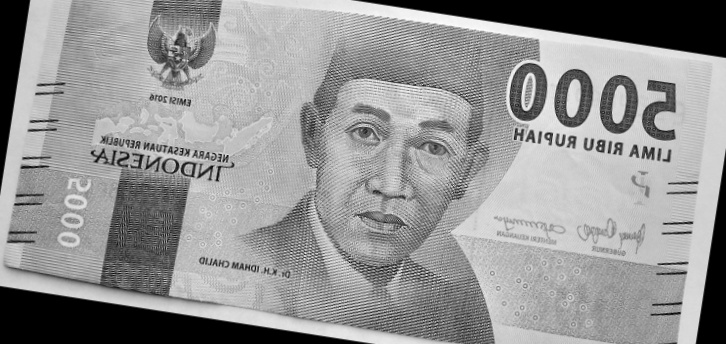 5000
LIMA RIBU RUPIAH
EMISI 2016
NEGARA KESATUAN REPUBLIK
INDONESIA
5000
GUBERNUR
MENTERI KEUANGAN
Dr. K.H. IDHAM CHALID